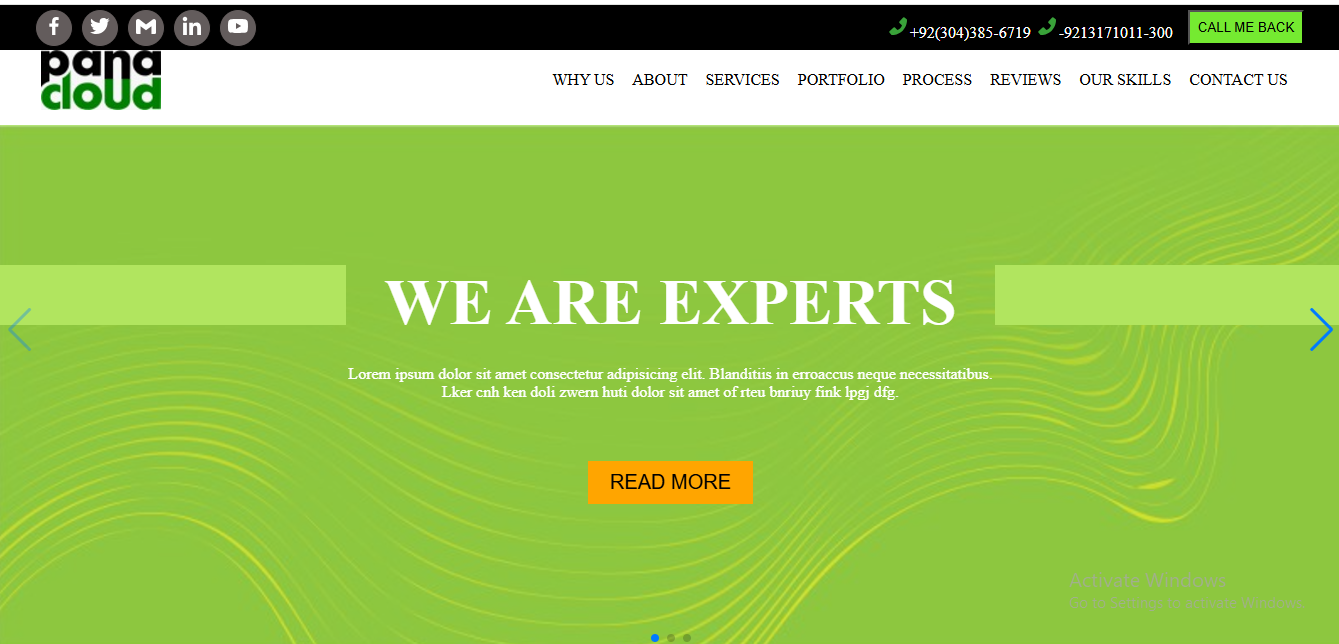 +92(304)385-6719 -9213171011-300 CALL ME BACK
pana
cloud
WHY US ABOUT SERVICES PORTFOLIO PROCESS REVIEWS OUR SKILLS CONTACT US
WE ARE EXPERTS
Lorem ipsum dolor sit amet consectetur adipisicing elit. Blanditiis in erroaccus neque necessitatibus.
Lker cnh ken doli zwern huti dolor sit amet of rteu bnriuy fink lpgj dfg.
READ MORE
Activate Windows
Go to Settings to activate Windows.